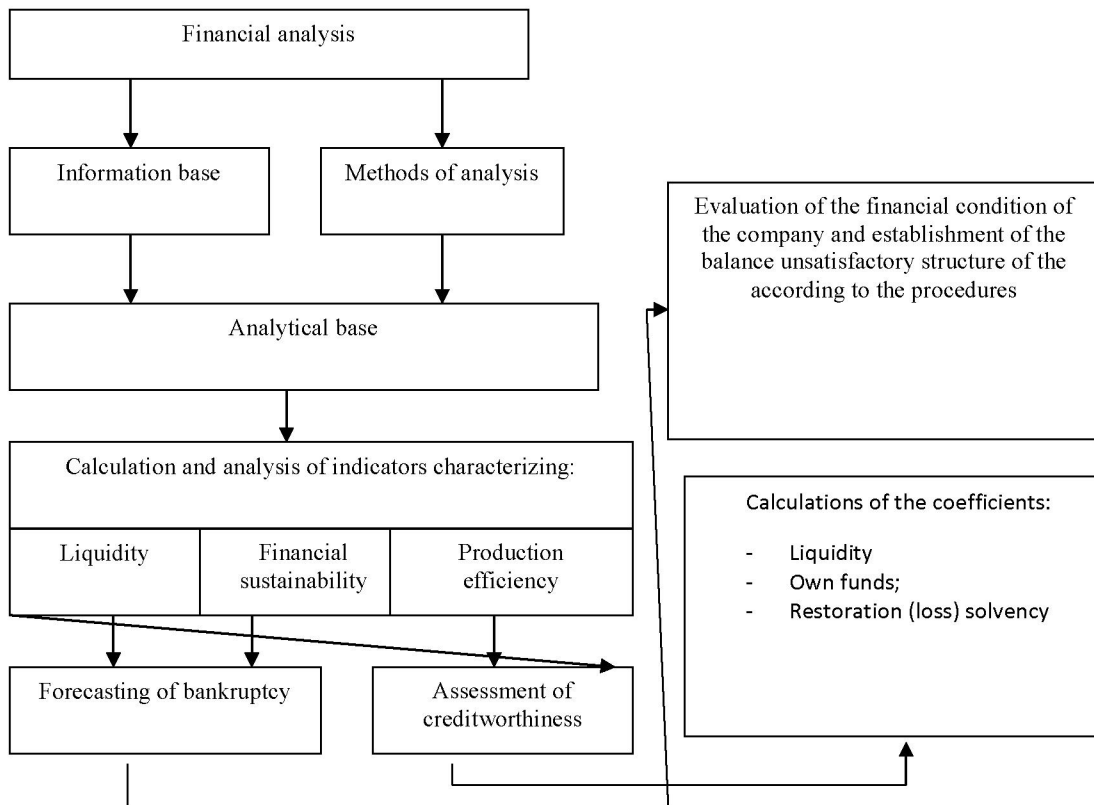 Financial analysis
Information base
Methods of analysis
Analytical base
Calculation and analysis of indicators characterizing:
Liquidity
Financial
sustainability
Production
efficiency
Forecasting of bankruptcy
Assessment of
creditworthiness
Evaluation of the financial condition of
the company and establishment of the
balance unsatisfactory structure of the
according to the procedures
Calculations of the coefficients:
- Liquidity
- Own funds;
- Restoration (loss) solvency